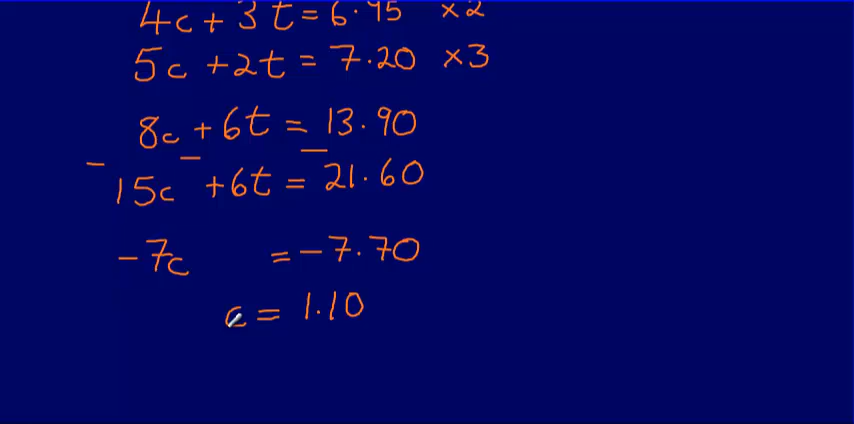 4c + 3t = 6.95 ×2
5c + 2t = 7.20 ×3
8c + 6t = 13.90
- - -
15c + 6t = 21.60
-7c = -7.70
c = 1.10